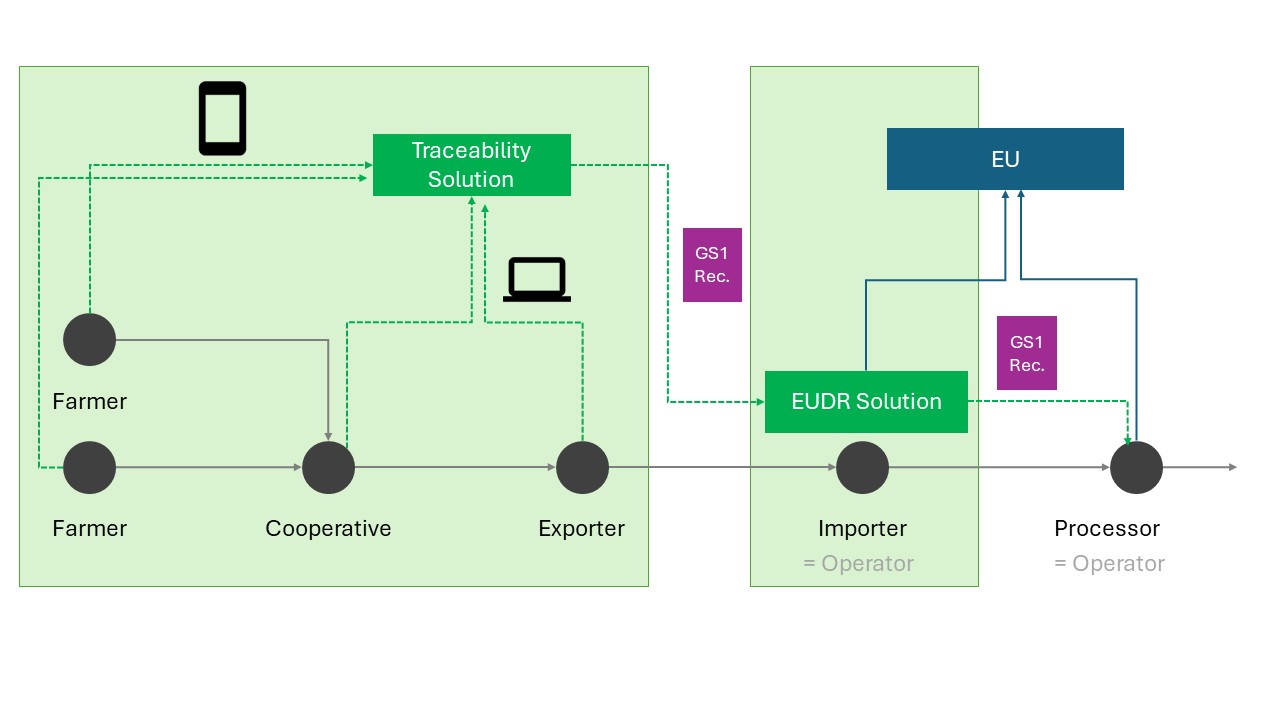 Traceability
Solution
EU
GS1
Rec.
GS1
Rec.
EUDR Solution
Farmer
Farmer
Cooperative
Exporter
Importer
= Operator
Processor
= Operator